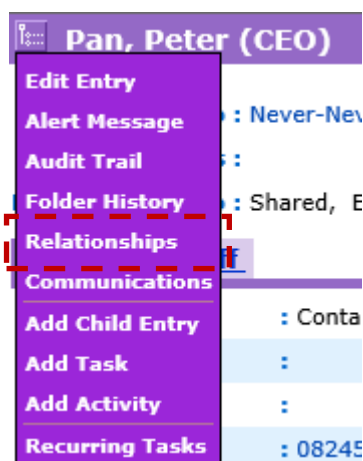 Pan, Peter (CEO)
Edit Entry
Alert Message : Never-Nev
Audit Trail :
Folder History : Shared, E
Relationships
Communications
Add Child Entry : Conta
Add Task :
Add Activity :
Recurring Tasks : 08245